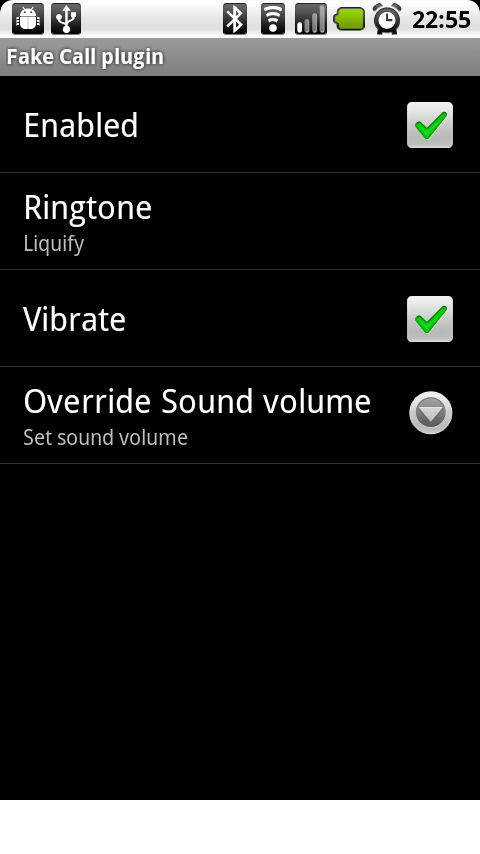 22:55
Fake Call plugin
Enabled
Ringtone
Liquify
Vibrate
Override Sound volume
Set sound volume